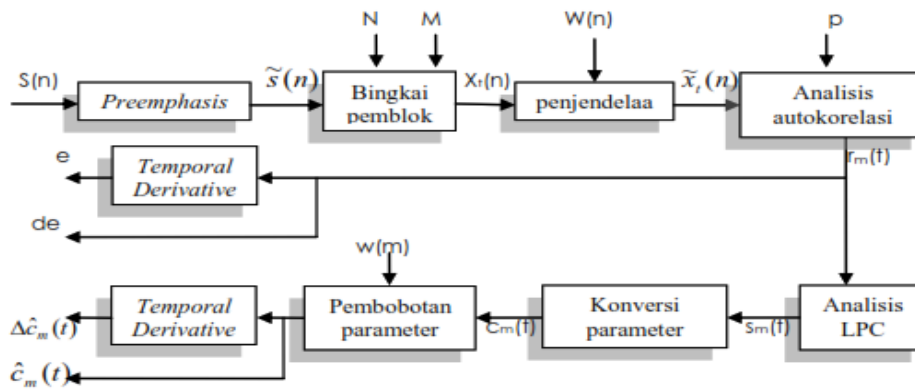 N M W(n) p
S(n) Preemphasis s̃(n) Bingkai pemblok Xₜ(n) penjendelaa x̃ₜ(n) Analisis autokorelasi
rₘ(t)
e Temporal Derivative
de
w(m)
Δĉₘ(t) Temporal Derivative Pembobotan parameter cₘ(t) Konversi parameter sₘ(t) Analisis LPC
ĉₘ(t)